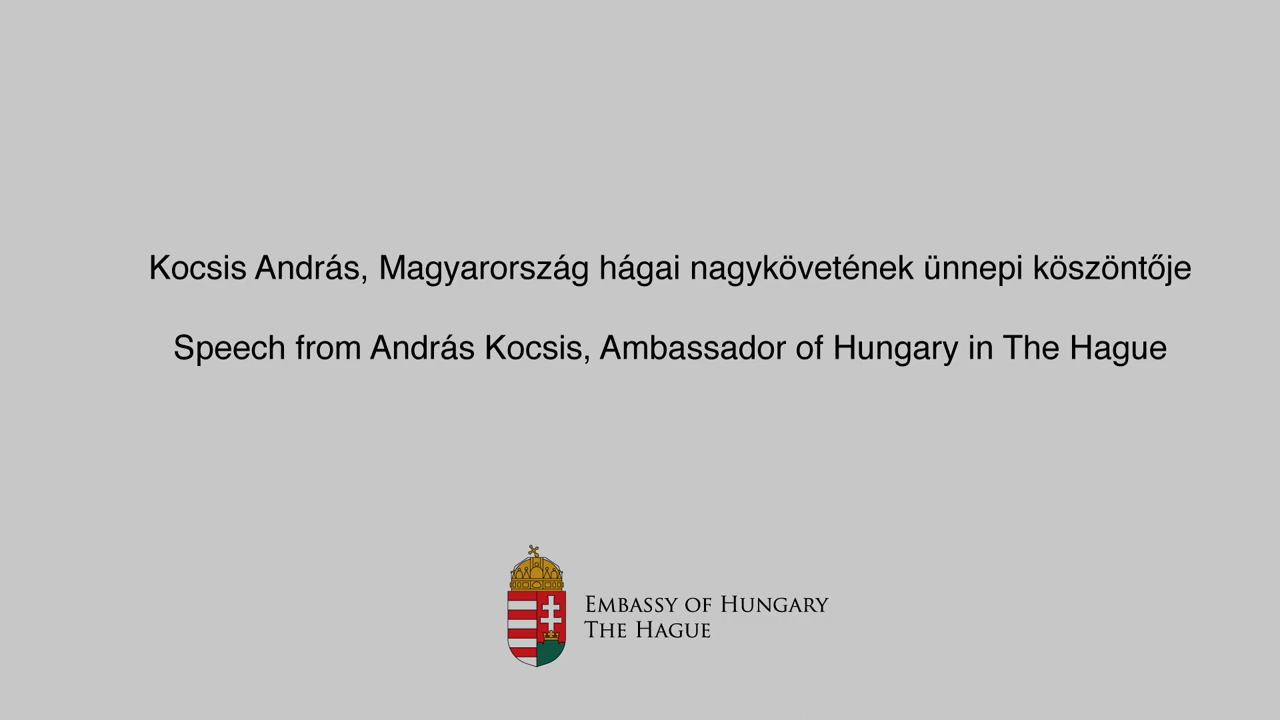 Kocsis András, Magyarország hágai nagykövetének ünnepi köszöntője
Speech from András Kocsis, Ambassador of Hungary in The Hague
Embassy of Hungary
The Hague